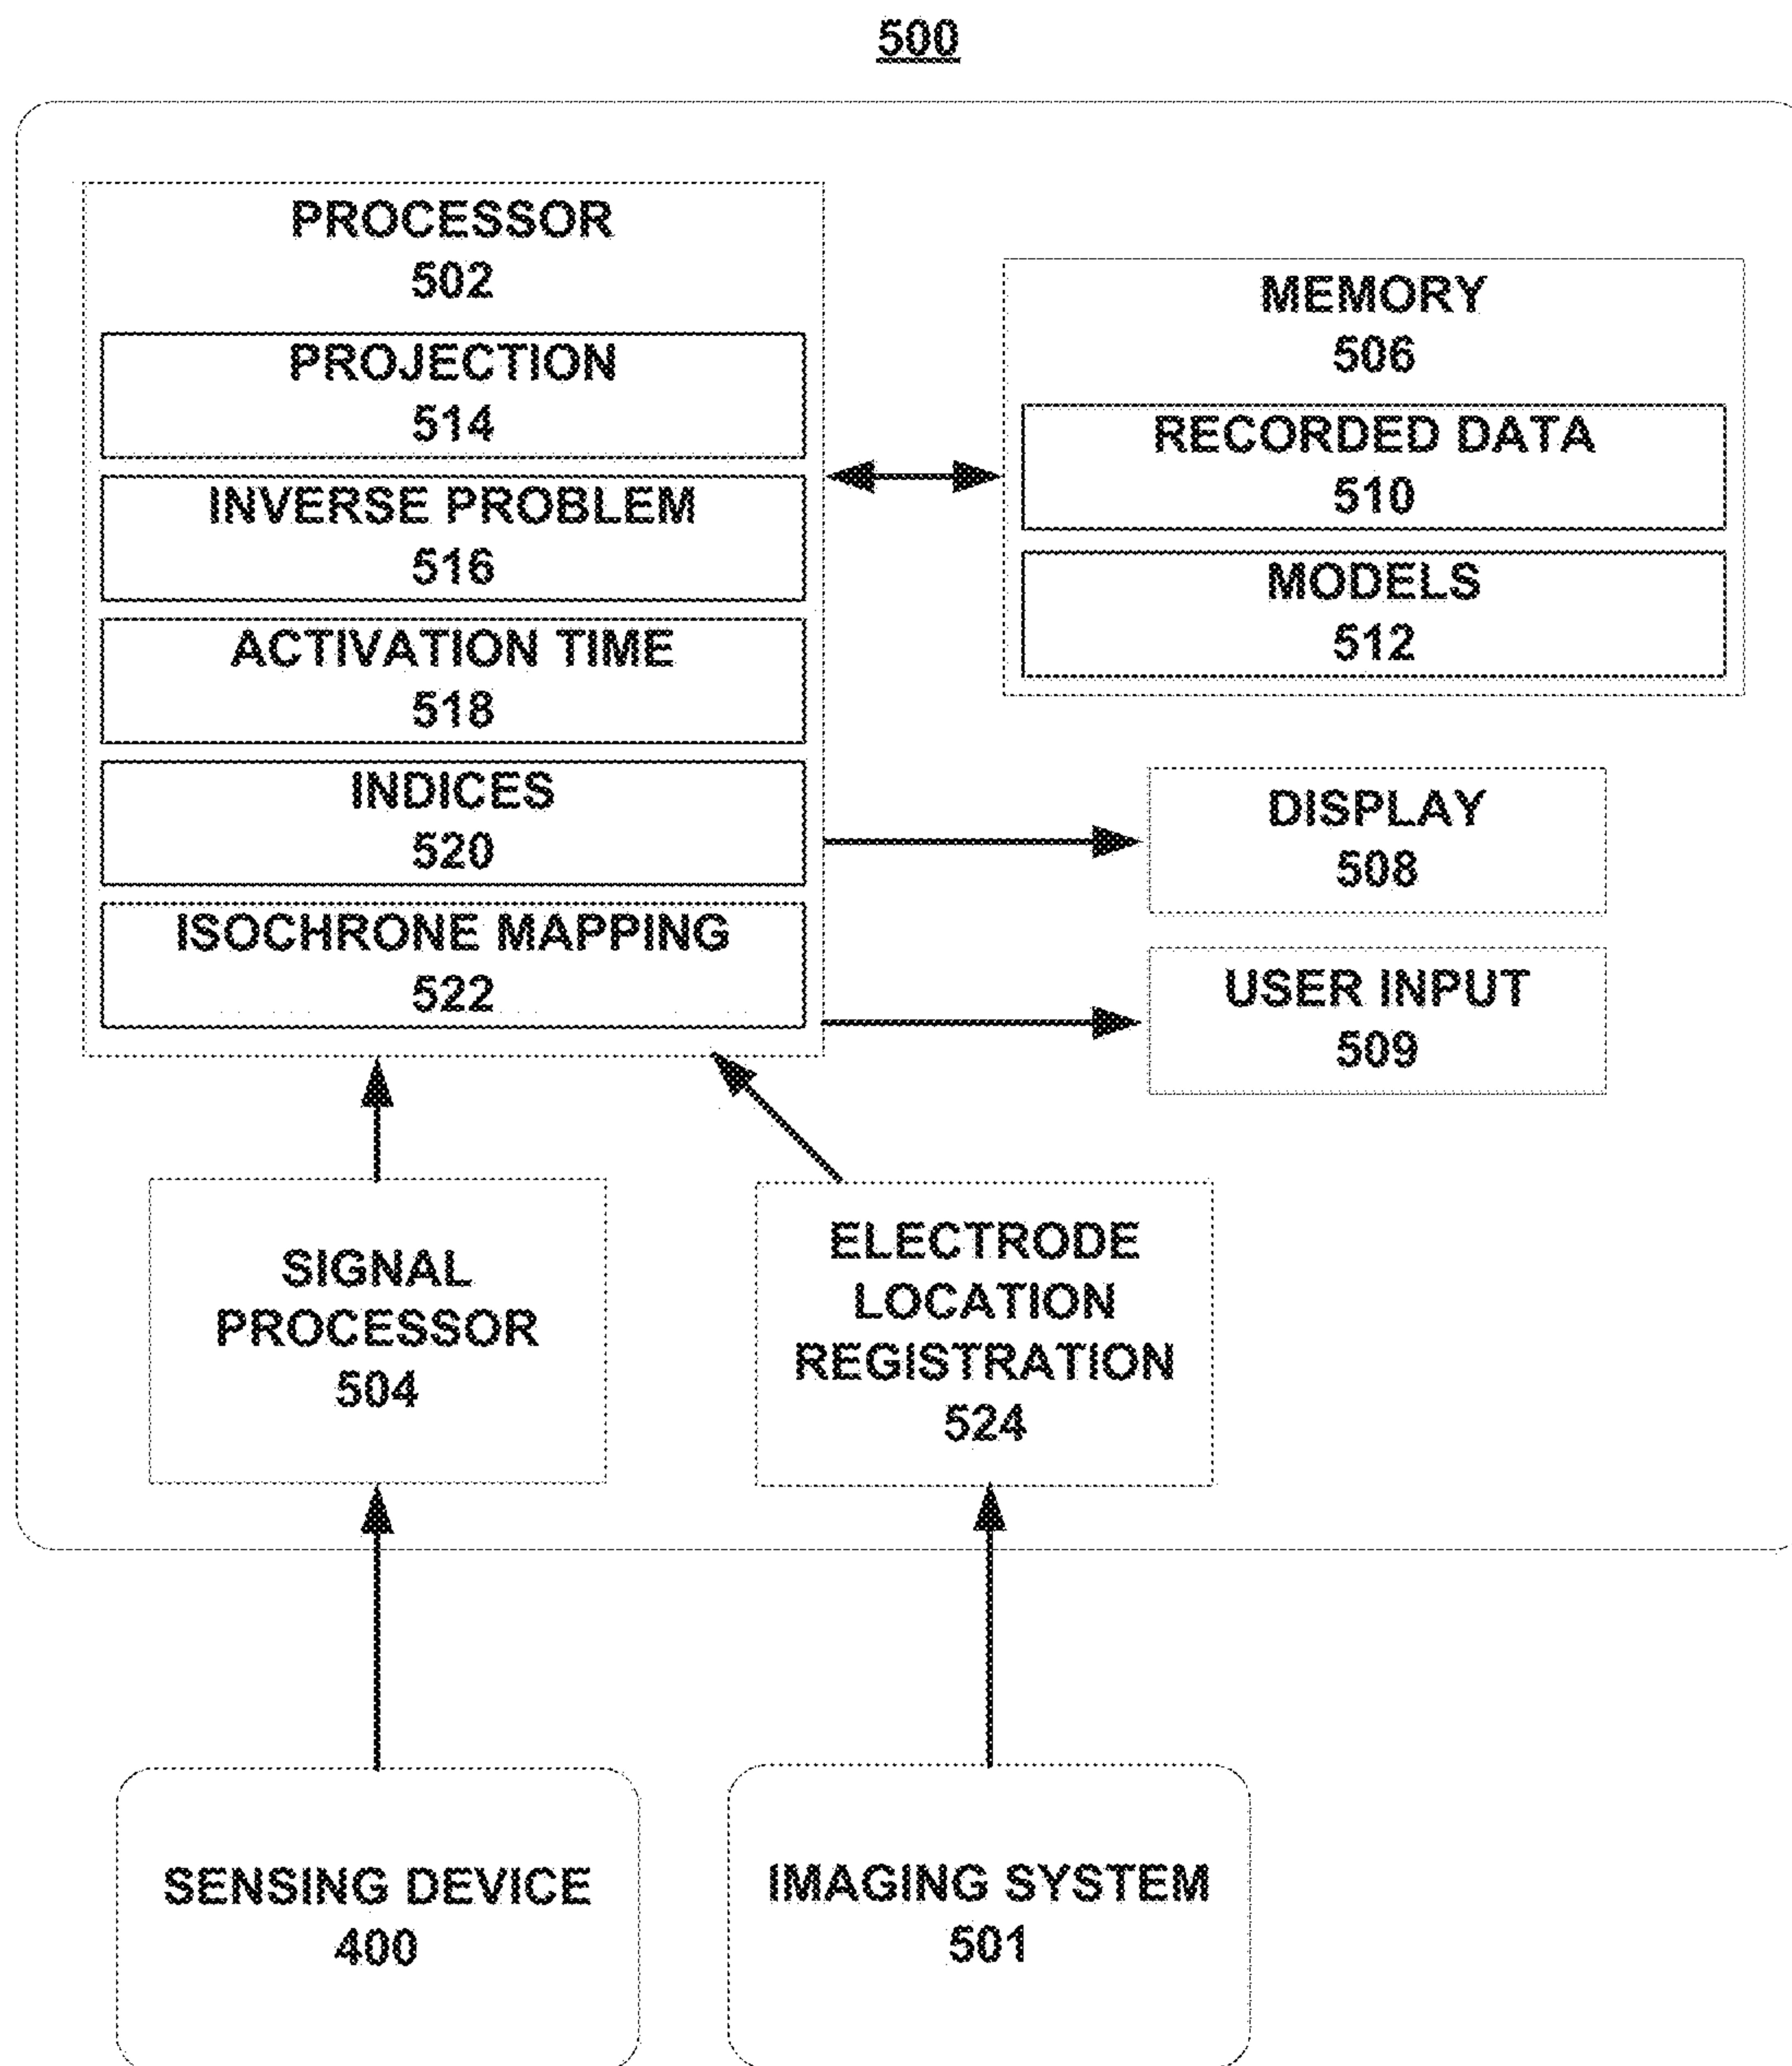 500
PROCESSOR
502
PROJECTION
514
INVERSE PROBLEM
516
ACTIVATION TIME
518
INDICES
520
ISOCHRONE MAPPING
522
MEMORY
506
RECORDED DATA
510
MODELS
512
DISPLAY
508
USER INPUT
509
SIGNAL
PROCESSOR
504
ELECTRODE
LOCATION
REGISTRATION
524
SENSING DEVICE
400
IMAGING SYSTEM
501